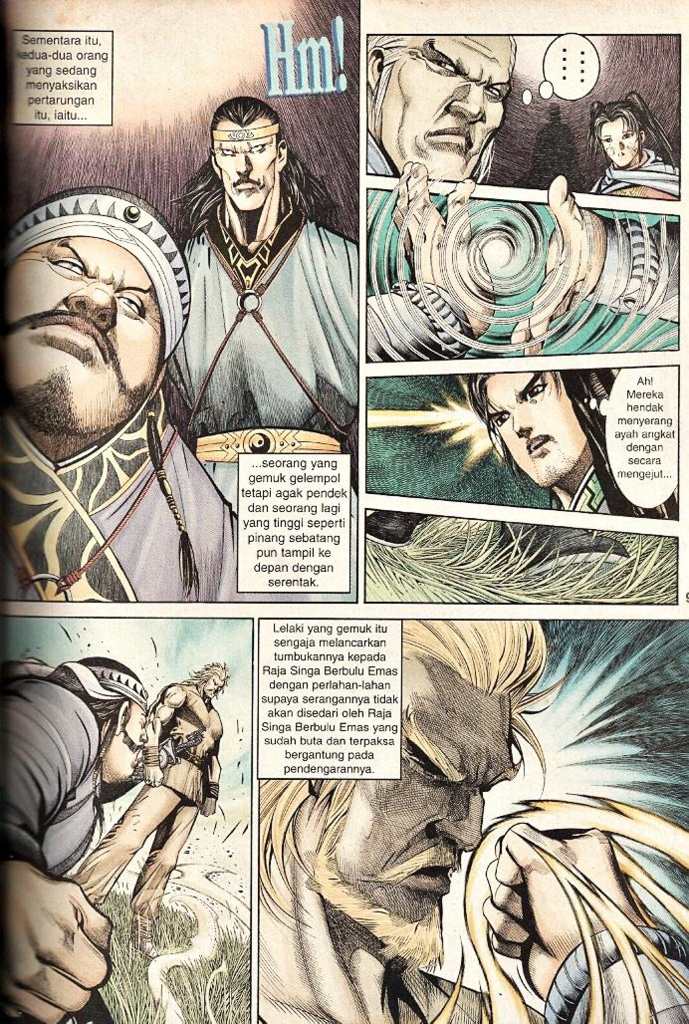 Sementara itu,
kedua-dua orang
yang sedang
menyaksikan
pertarungan
itu, iaitu...
Hm!
...seorang yang
gemuk gelempol
tetapi agak pendek
dan seorang lagi
yang tinggi seperti
pinang sebatang
pun tampil ke
depan dengan
serentak.
Ah!
Mereka
hendak
menyerang
ayah angkat
dengan
secara
mengejut...
Lelaki yang gemuk itu
sengaja melancarkan
tumbukannya kepada
Raja Singa Berbulu Emas
dengan perlahan-lahan
supaya serangannya tidak
akan disedari oleh Raja
Singa Berbulu Emas yang
sudah buta dan terpaksa
bergantung pada
pendengarannya.